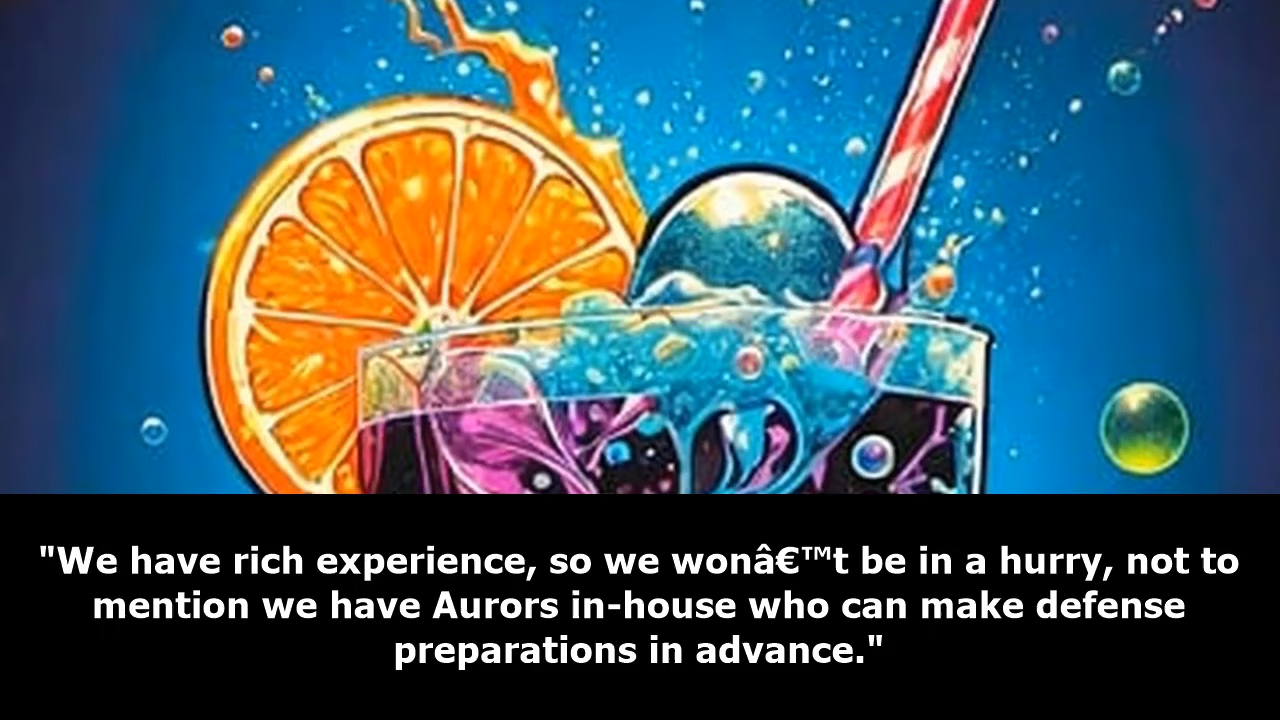 "We have rich experience, so we wonâ€™t be in a hurry, not to
mention we have Aurors in-house who can make defense
preparations in advance."